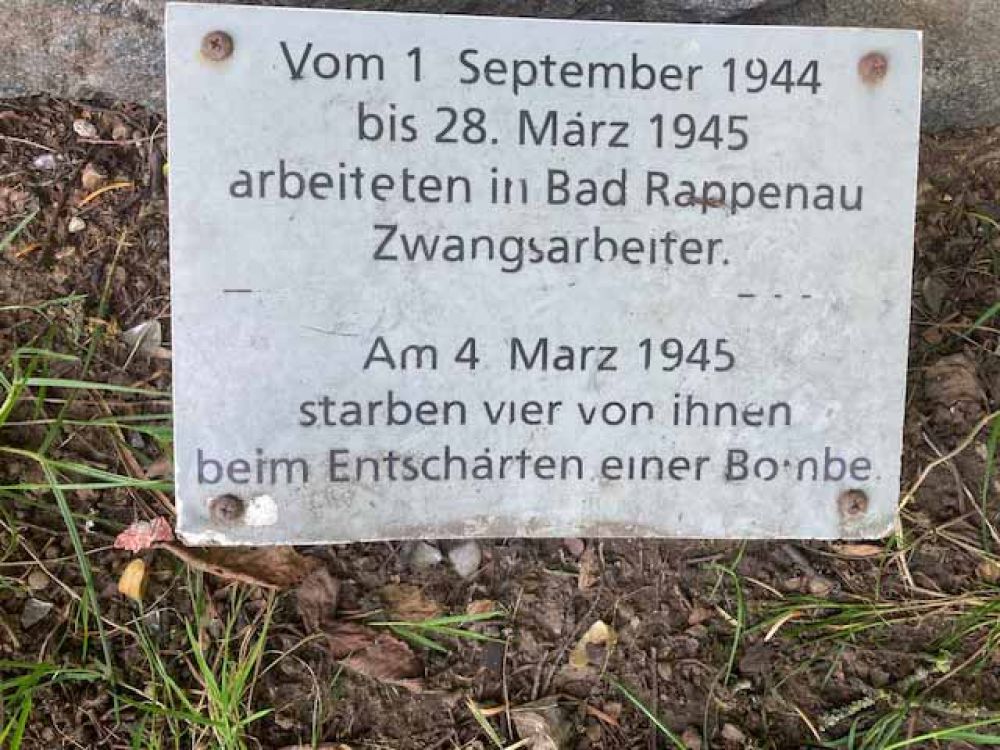 Vom 1 September 1944
bis 28. März 1945
arbeiteten in Bad Rappenau
Zwangsarbeiter.
Am 4 März 1945
starben vier von ihnen
beim Entschärfen einer Bombe.